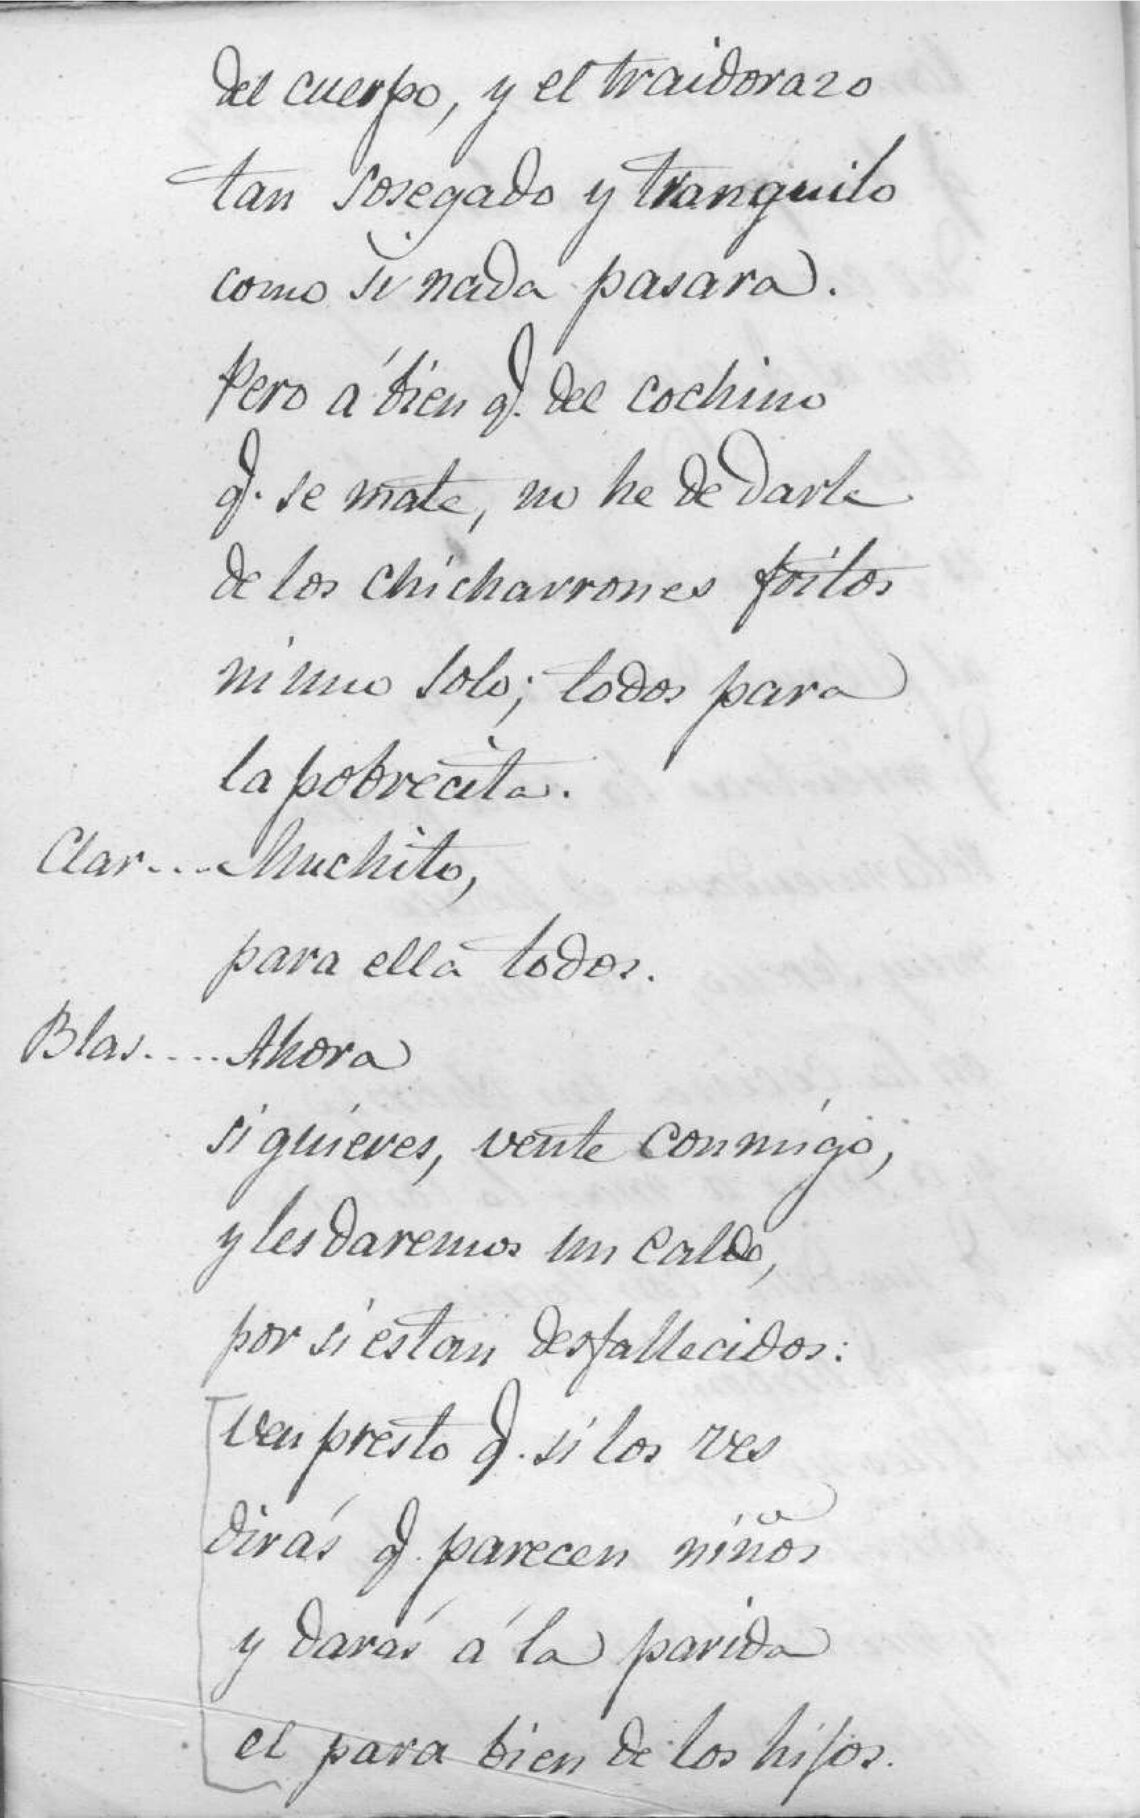 del cuerpo, y el traidorazo
tan sosegado y tranquilo
como si nada pasara.
Pero á bien q. del cochino
q. se mate, no he de darle
de los chicharrones fritos
ni uno solo; todos para
la pobrecita.
Clar.... Muchito,
para ella todos.
Blas.... Ahora
si quieres, vente conmigo,
y les daremos un caldo,
por si estan desfallecidos:
ven presto q. si los ves
dirás q. parecen niños
y darás á la parida
el para bien de los hijos.